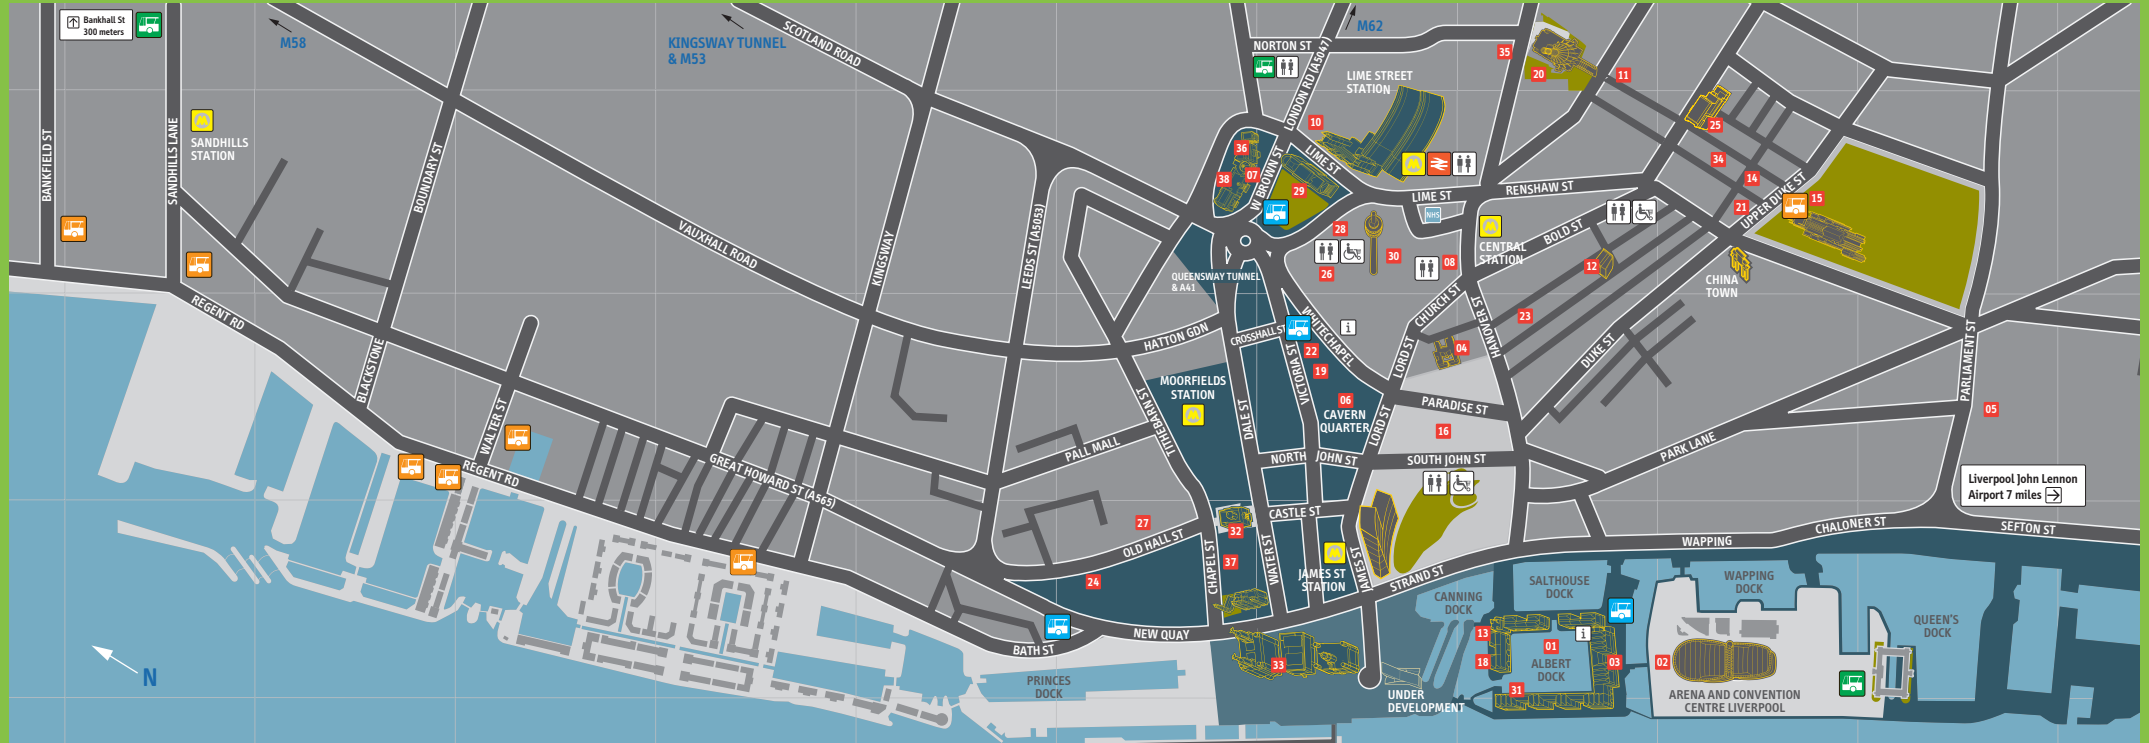 Bankhall St
300 meters
M58
KINGSWAY TUNNEL
& M53
SCOTLAND ROAD
M62
NORTON ST
LONDON RD (A5047)
LIME STREET
STATION
35
20
11
10
25
34
14
21
15
36
38
07
W BROWN ST
29
LIME ST
LIME ST
NHS
RENSHAW ST
UPPER DUKE ST
SANDHILLS
STATION
BANKFIELD ST
SANDHILLS LANE
BOUNDARY ST
VAUXHALL ROAD
KINGSWAY
LEEDS ST (A5053)
QUEENSWAY TUNNEL
& A41
28
26
30
08
CENTRAL
STATION
BOLD ST
12
CHINA
TOWN
REGENT RD
BLACKSTONE
HATTON GDN
CROSSHALL ST
WHITECHAPEL
i
CHURCH ST
HANOVER ST
23
DUKE ST
PARLIAMENT ST
22
19
VICTORIA ST
LORD ST
04
06
CAVERN
QUARTER
MOORFIELDS
STATION
DALE ST
TITHEBARN ST
PARADISE ST
LORD ST
16
05
WALTER ST
REGENT RD
GREAT HOWARD ST (A565)
PALL MALL
NORTH JOHN ST
SOUTH JOHN ST
PARK LANE
Liverpool John Lennon
Airport 7 miles
CASTLE ST
32
27
OLD HALL ST
24
CHAPEL ST
37
WATER ST
JAMES ST
STATION
JAMES ST
STRAND ST
WAPPING
CHALONER ST
SEFTON ST
NEW QUAY
BATH ST
PRINCES
DOCK
33
UNDER
DEVELOPMENT
CANNING
DOCK
SALTHOUSE
DOCK
WAPPING
DOCK
QUEEN'S
DOCK
13
18
31
01
ALBERT
DOCK
i
03
02
ARENA AND CONVENTION
CENTRE LIVERPOOL
N